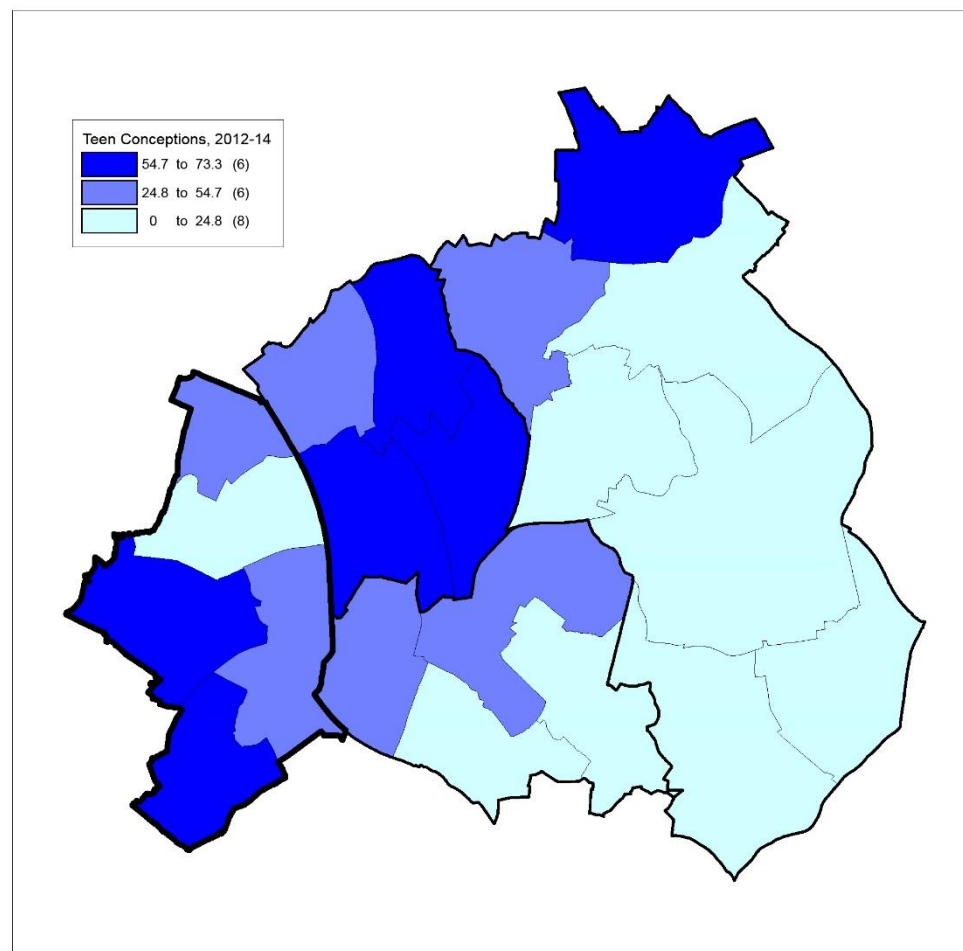 Teen Conceptions, 2012-14
54.7 to 73.3 (6)
24.8 to 54.7 (6)
0 to 24.8 (8)